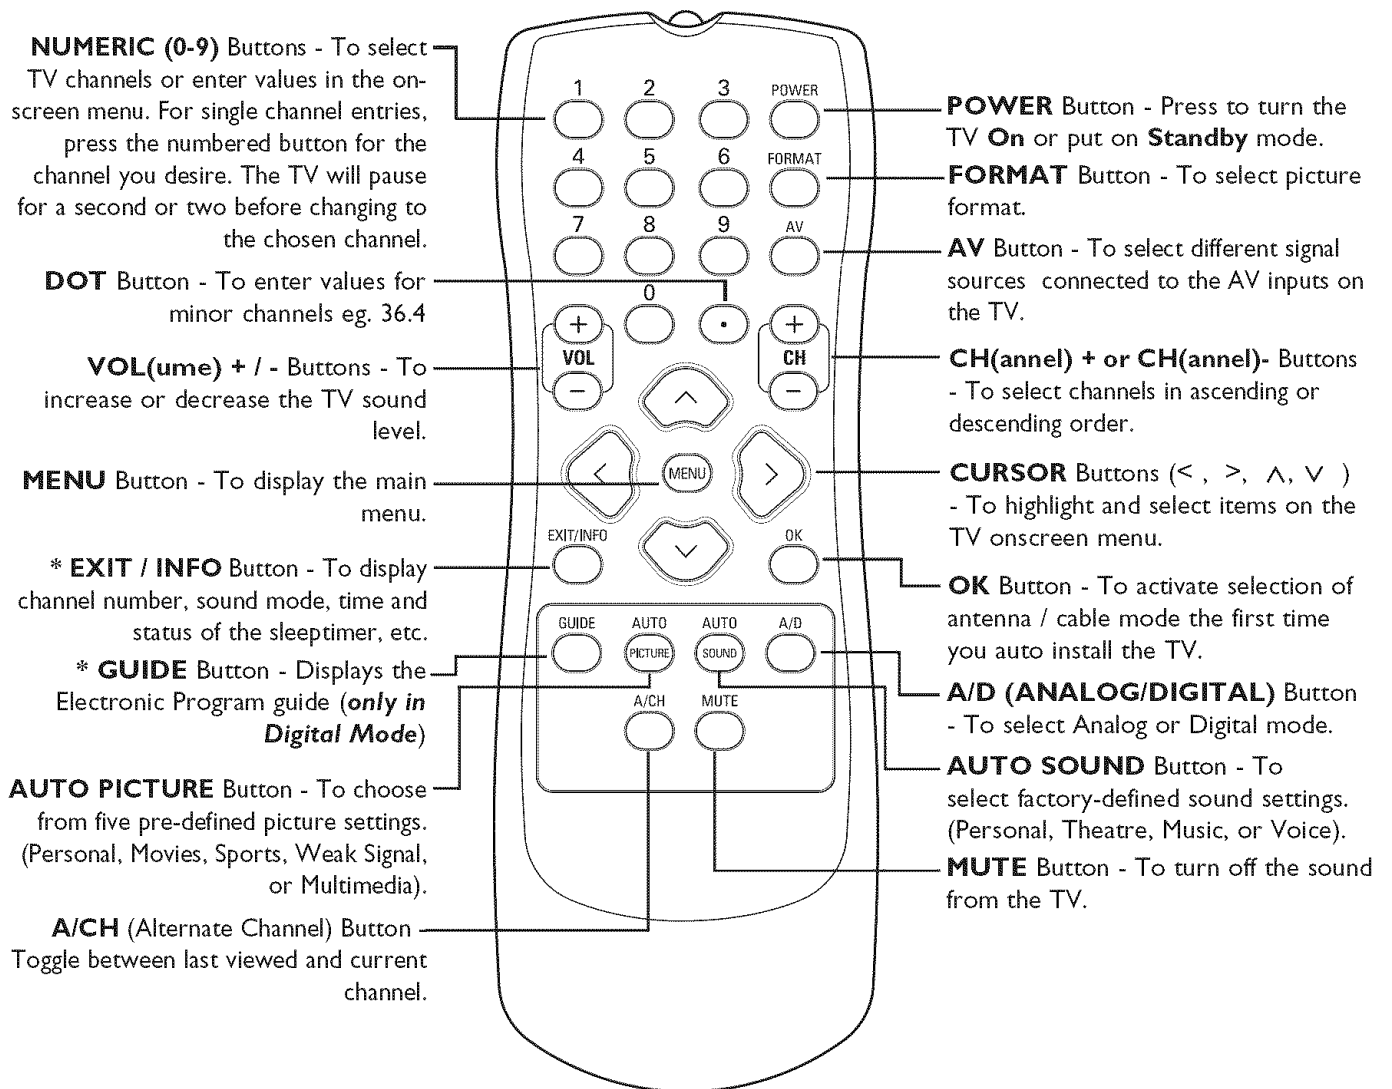 NUMERIC (0-9) Buttons - To select
TV channels or enter values in the on-
screen menu. For single channel entries,
press the numbered button for the
channel you desire. The TV will pause
for a second or two before changing to
the chosen channel.
DOT Button - To enter values for
minor channels eg. 36.4
VOL(ume) + / - Buttons - To
increase or decrease the TV sound
level.
MENU Button - To display the main
menu.
* EXIT / INFO Button - To display
channel number, sound mode, time and
status of the sleeptimer, etc.
* GUIDE Button - Displays the
Electronic Program guide (only in
Digital Mode)
AUTO PICTURE Button - To choose
from five pre-defined picture settings.
(Personal, Movies, Sports, Weak Signal,
or Multimedia).
A/CH (Alternate Channel) Button
Toggle between last viewed and current
channel.
1 2 3 POWER
4 5 6 FORMAT
7 8 9 AV
0
+ • +
VOL CH
− −
∧
< MENU >
∨
EXIT/INFO OK
GUIDE AUTO AUTO A/D
PICTURE SOUND
A/CH MUTE
POWER Button - Press to turn the
TV On or put on Standby mode.
FORMAT Button - To select picture
format.
AV Button - To select different signal
sources connected to the AV inputs on
the TV.
CH(annel) + or CH(annel)- Buttons
- To select channels in ascending or
descending order.
CURSOR Buttons (< , >, ∧, ∨ )
- To highlight and select items on the
TV onscreen menu.
OK Button - To activate selection of
antenna / cable mode the first time
you auto install the TV.
A/D (ANALOG/DIGITAL) Button
- To select Analog or Digital mode.
AUTO SOUND Button - To
select factory-defined sound settings.
(Personal, Theatre, Music, or Voice).
MUTE Button - To turn off the sound
from the TV.